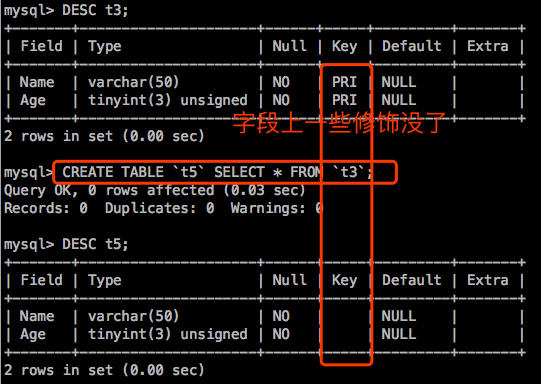 mysql> DESC t3;
+-------+---------------------+------+-----+---------+-------+
| Field | Type                | Null | Key | Default | Extra |
+-------+---------------------+------+-----+---------+-------+
| Name  | varchar(50)         | NO   | PRI | NULL    |       |
| Age   | tinyint(3) unsigned | NO   | PRI | NULL    |       |
+-------+---------------------+------+-----+---------+-------+
2 rows in set (0.00 sec)
字段上一些修饰没了
mysql> CREATE TABLE `t5` SELECT * FROM `t3`;
Query OK, 0 rows affected (0.03 sec)
Records: 0  Duplicates: 0  Warnings: 0
mysql> DESC t5;
+-------+---------------------+------+-----+---------+-------+
| Field | Type                | Null | Key | Default | Extra |
+-------+---------------------+------+-----+---------+-------+
| Name  | varchar(50)         | NO   |     | NULL    |       |
| Age   | tinyint(3) unsigned | NO   |     | NULL    |       |
+-------+---------------------+------+-----+---------+-------+
2 rows in set (0.00 sec)